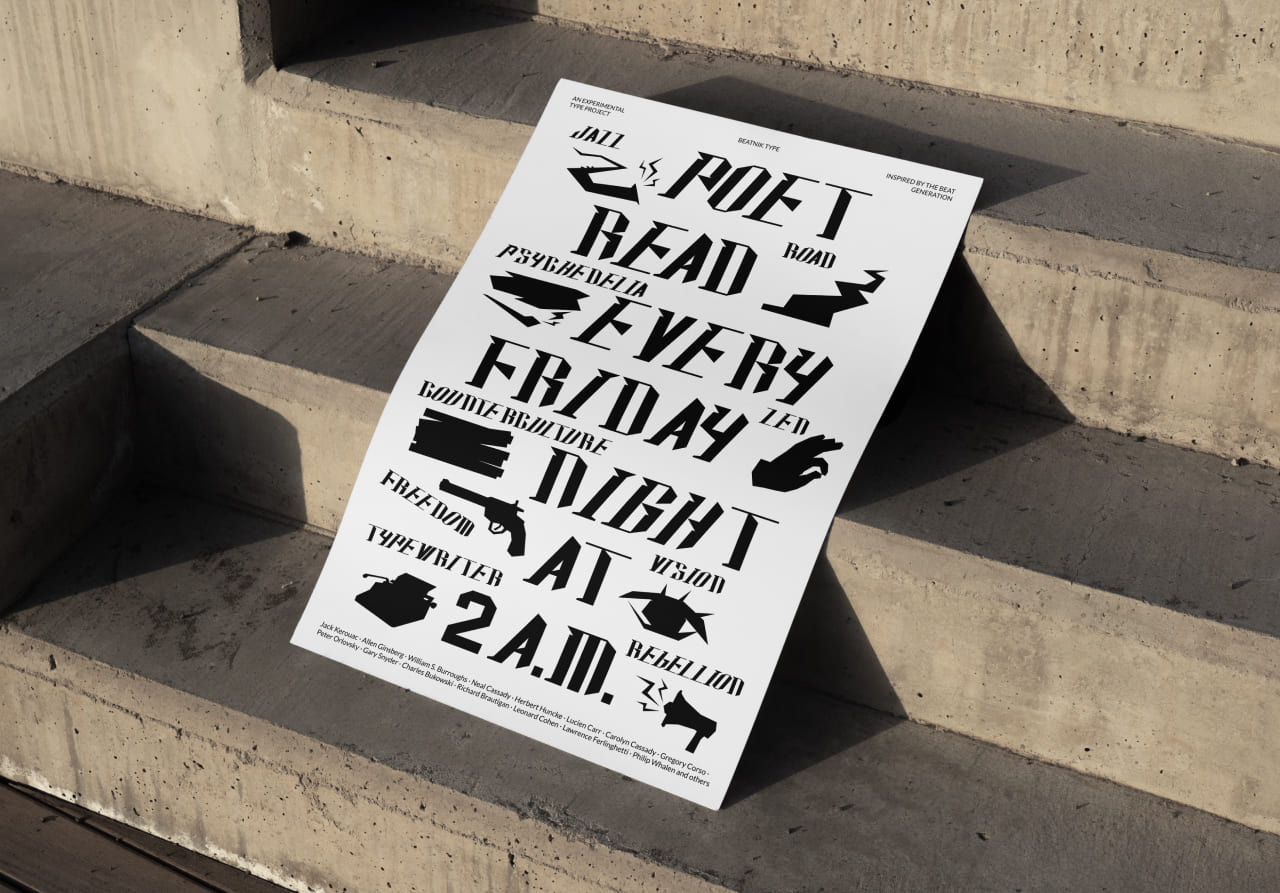 AN EXPERIMENTAL
TYPE PROJECT
BEATNIK TYPE
INSPIRED BY THE BEAT
GENERATION
JAZZ
POET
READ
ROAD
PSYCHEDELIA
EVERY
FRIDAY
ZEN
COUNTERCULTURE
NIGHT
FREEDOM
AT
VISION
TYPEWRITER
2 A.M.
REBELLION
Jack Kerouac · Allen Ginsberg · William S. Burroughs · Neal Cassady · Herbert Huncke · Lucien Carr · Carolyn Cassady · Gregory Corso ·
Peter Orlovsky · Gary Snyder · Charles Bukowski · Richard Brautigan · Leonard Cohen · Lawrence Ferlinghetti · Philip Whalen and others